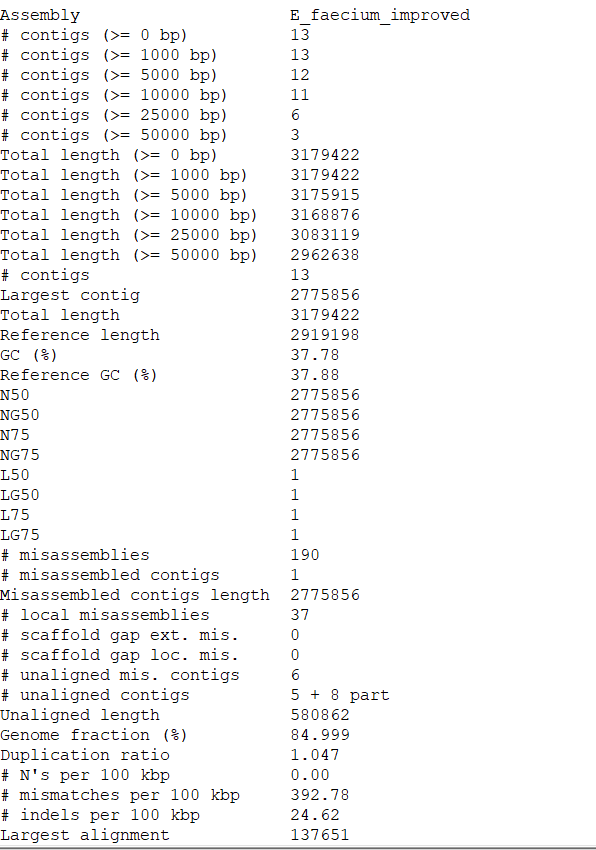 Assembly E_faecium_improved
# contigs (>= 0 bp) 13
# contigs (>= 1000 bp) 13
# contigs (>= 5000 bp) 12
# contigs (>= 10000 bp) 11
# contigs (>= 25000 bp) 6
# contigs (>= 50000 bp) 3
Total length (>= 0 bp) 3179422
Total length (>= 1000 bp) 3179422
Total length (>= 5000 bp) 3175915
Total length (>= 10000 bp) 3168876
Total length (>= 25000 bp) 3083119
Total length (>= 50000 bp) 2962638
# contigs 13
Largest contig 2775856
Total length 3179422
Reference length 2919198
GC (%) 37.78
Reference GC (%) 37.88
N50 2775856
NG50 2775856
N75 2775856
NG75 2775856
L50 1
LG50 1
L75 1
LG75 1
# misassemblies 190
# misassembled contigs 1
Misassembled contigs length 2775856
# local misassemblies 37
# scaffold gap ext. mis. 0
# scaffold gap loc. mis. 0
# unaligned mis. contigs 6
# unaligned contigs 5 + 8 part
Unaligned length 580862
Genome fraction (%) 84.999
Duplication ratio 1.047
# N's per 100 kbp 0.00
# mismatches per 100 kbp 392.78
# indels per 100 kbp 24.62
Largest alignment 137651